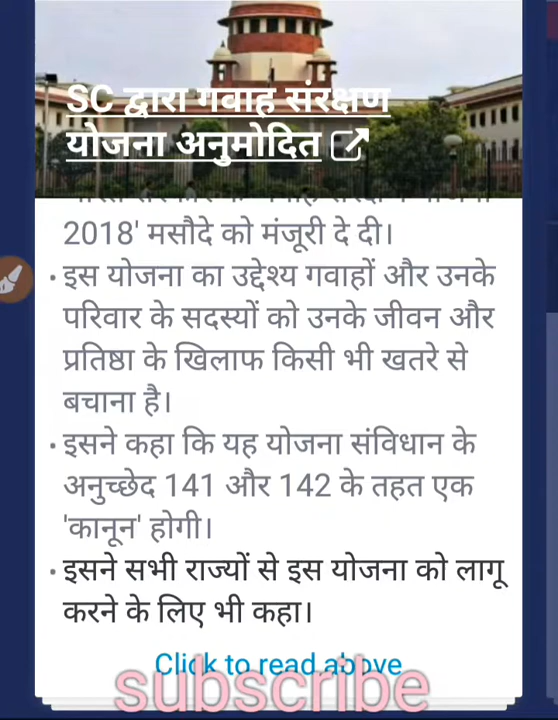 SC द्वारा गवाह संरक्षण
योजना अनुमोदित
2018' मसौदे को मंजूरी दे दी।
• इस योजना का उद्देश्य गवाहों और उनके
परिवार के सदस्यों को उनके जीवन और
प्रतिष्ठा के खिलाफ किसी भी खतरे से
बचाना है।
• इसने कहा कि यह योजना संविधान के
अनुच्छेद 141 और 142 के तहत एक
'कानून' होगी।
• इसने सभी राज्यों से इस योजना को लागू
करने के लिए भी कहा।
Click to read above
subscribe